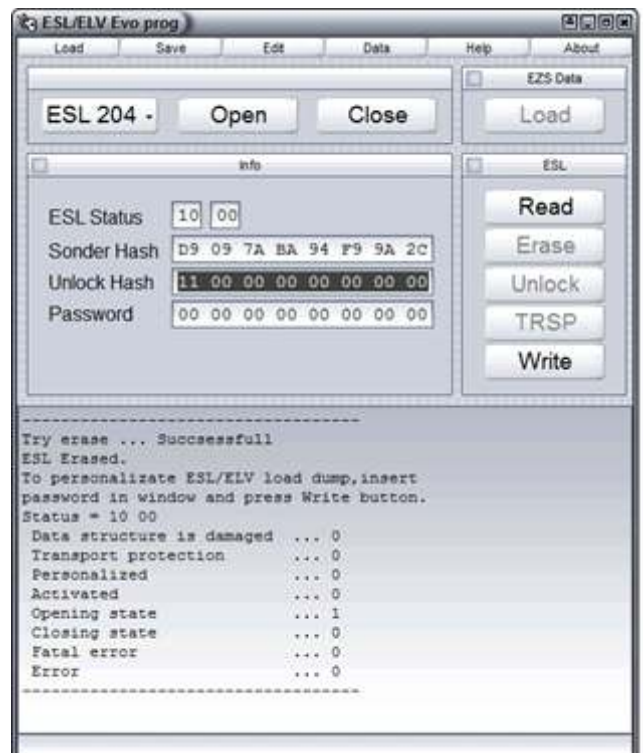 ESL/ELV Evo prog
Load Save Edit Data Help About
EZS Data
ESL 204 - Open Close Load
Info ESL
ESL Status 10 00
Sonder Hash D9 09 7A BA 94 F9 9A 2C
Unlock Hash 11 00 00 00 00 00 00 00
Password 00 00 00 00 00 00 00 00
Read
Erase
Unlock
TRSP
Write
------------------------------------
Try erase ... Succsessfull
ESL Erased.
To personalizate ESL/ELV load dump,insert
password in window and press Write button.
Status = 10 00
Data structure is damaged ... 0
Transport protection ... 0
Personalized ... 0
Activated ... 0
Opening state ... 1
Closing state ... 0
Fatal error ... 0
Error ... 0
------------------------------------